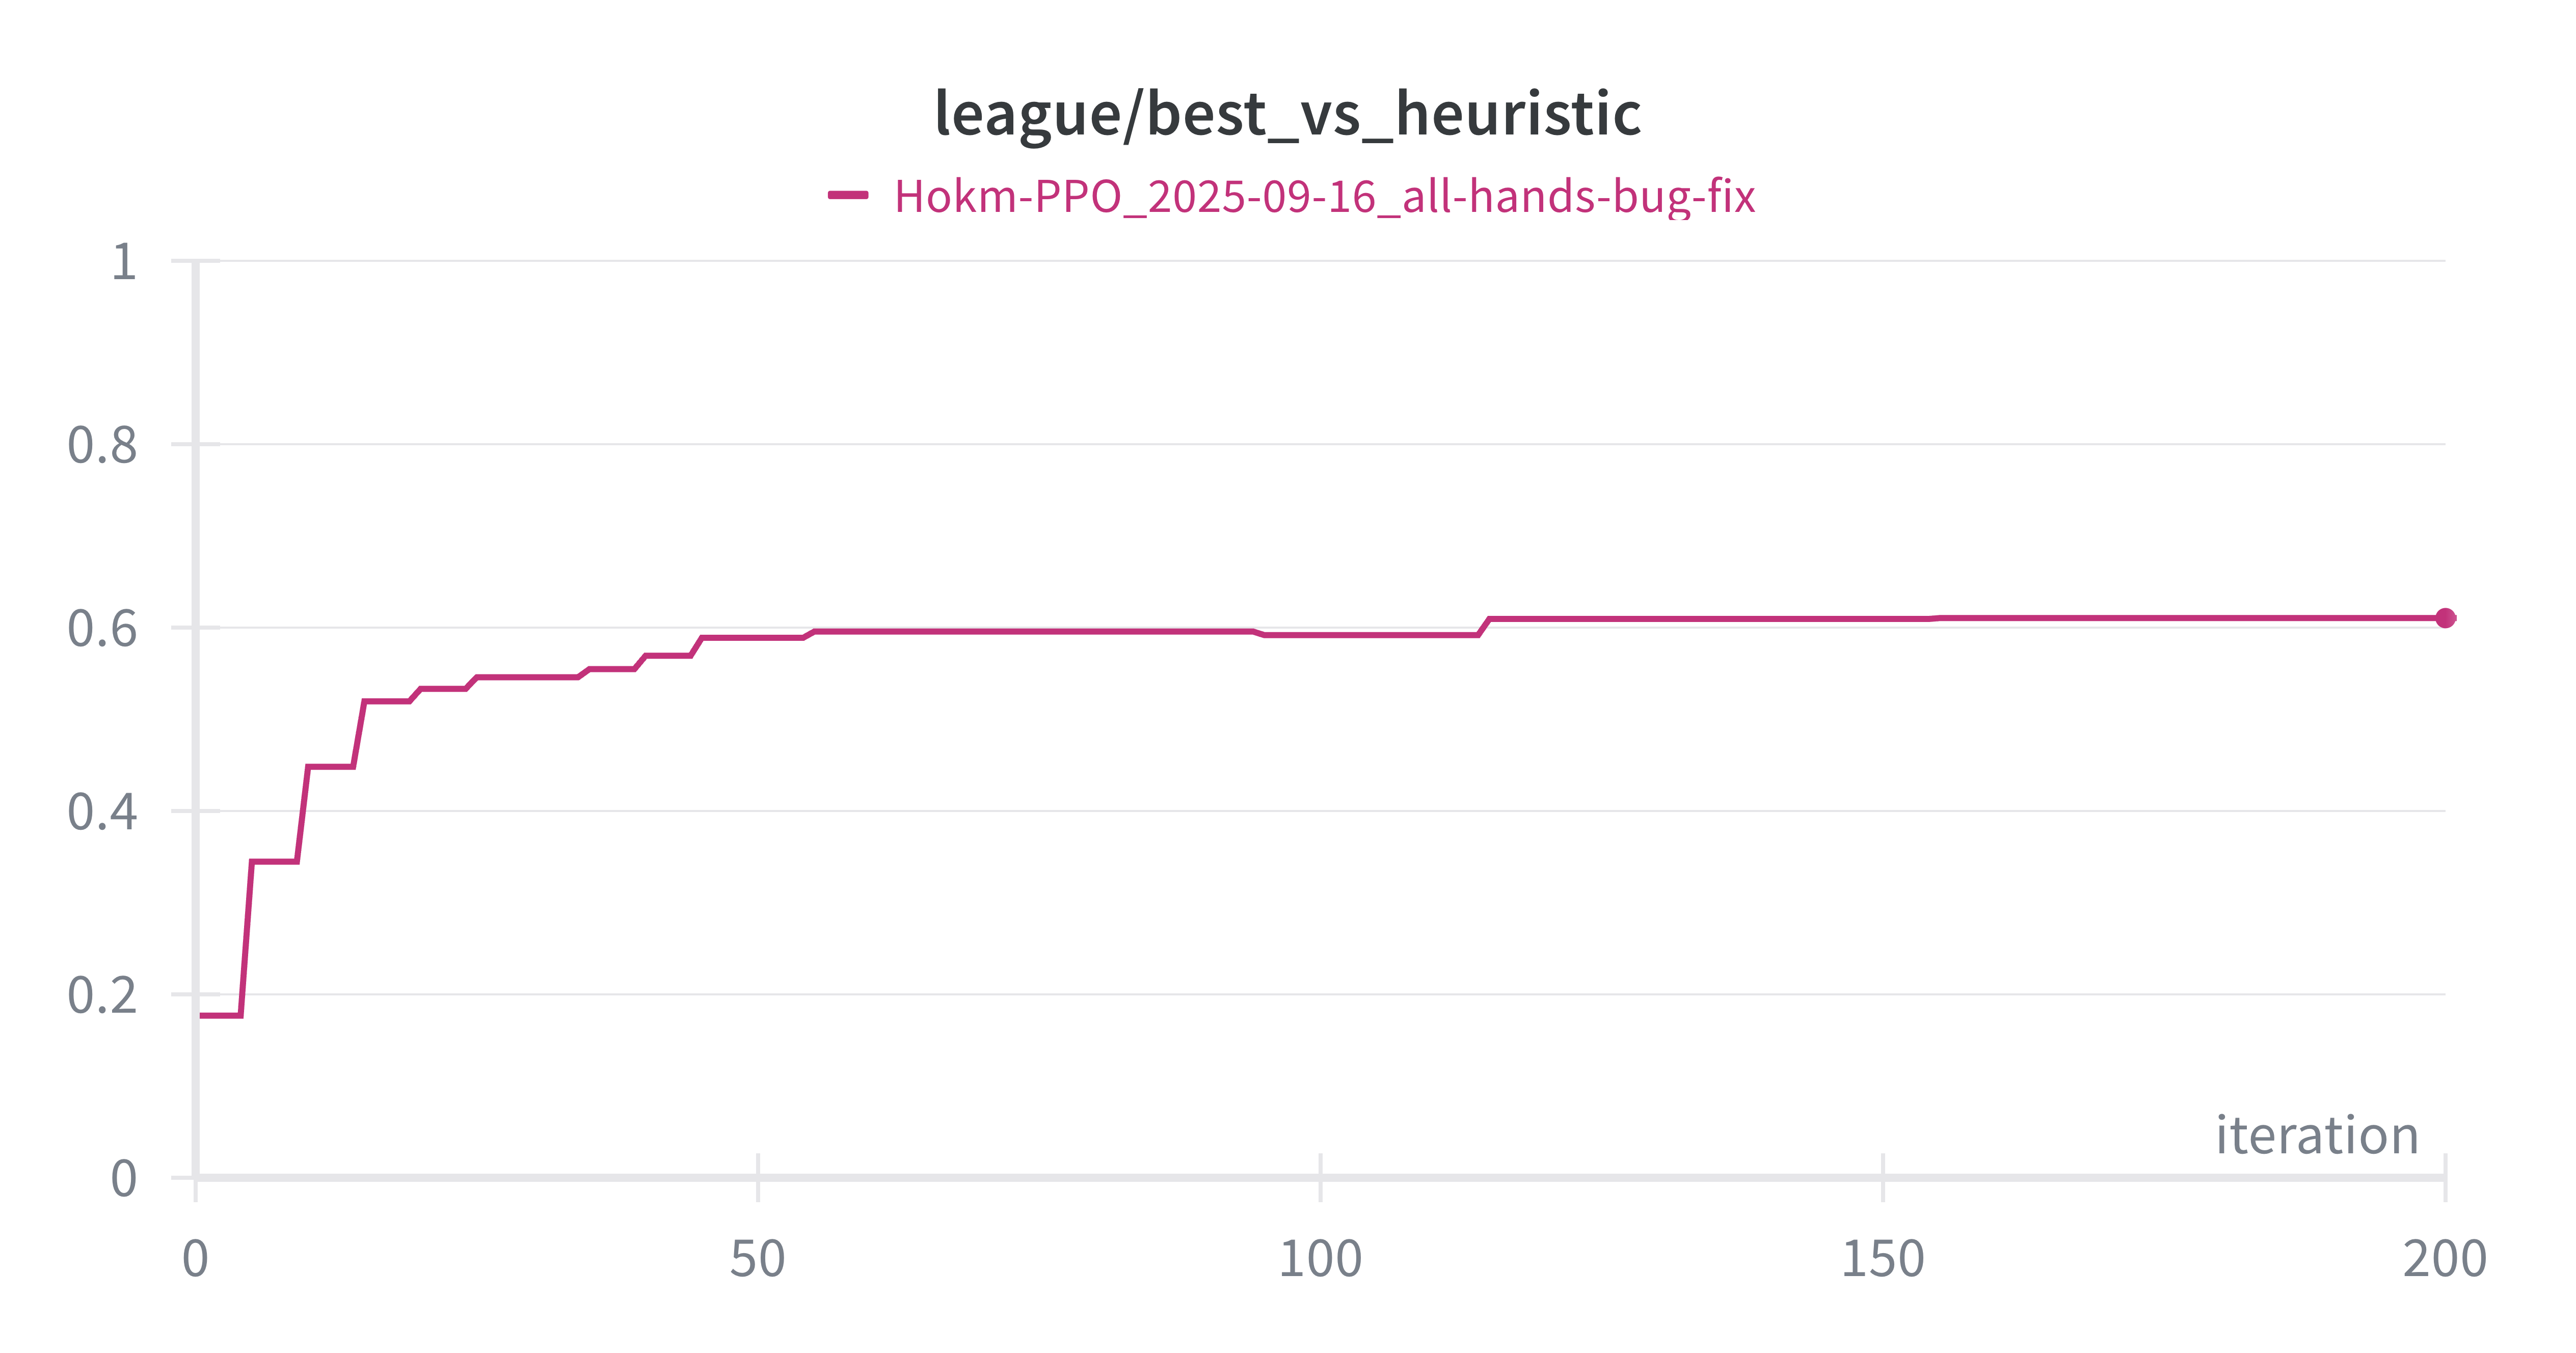 league/best_vs_heuristic
Hokm-PPO_2025-09-16_all-hands-bug-fix
1
0.8
0.6
0.4
0.2
0
iteration
0 50 100 150 200